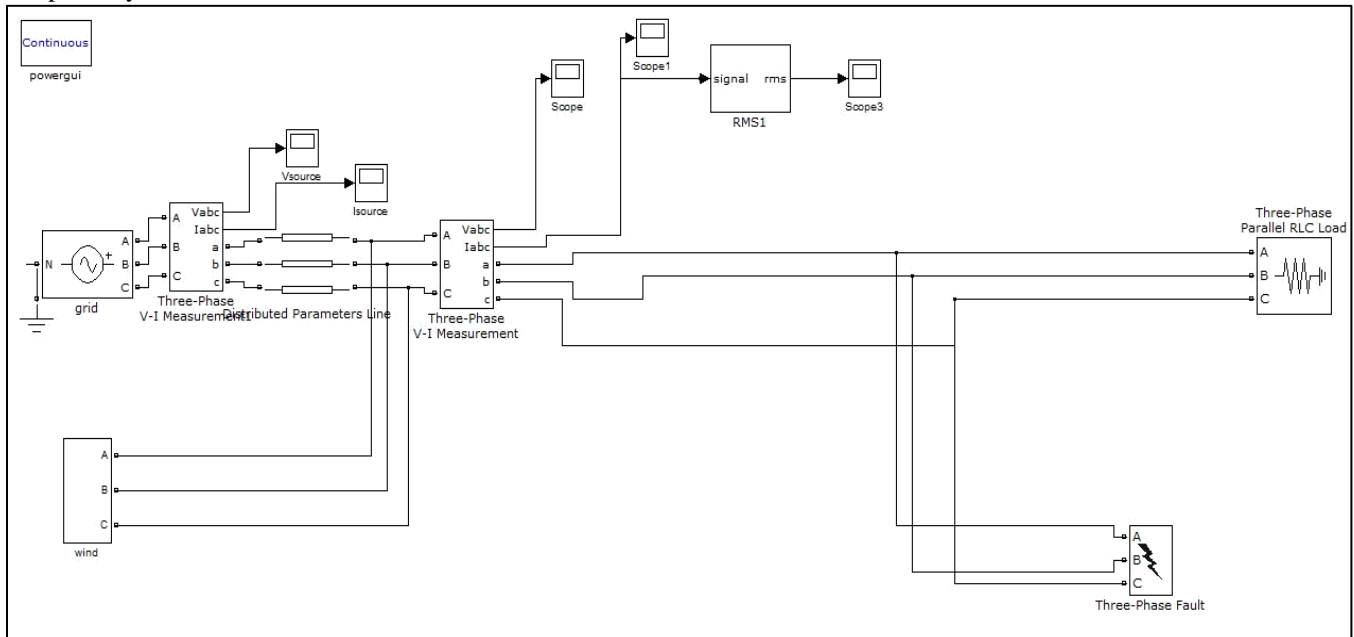 Continuous
powergui
Scope
Scope1
signal rms
RMS1
Scope3
Vsource
Isource
N
A
B
C
grid
A
B
C
Vabc
Iabc
a
b
c
Three-Phase
V-I Measurement1
Distributed Parameters Line
A
B
C
Vabc
Iabc
a
b
c
Three-Phase
V-I Measurement
Three-Phase
Parallel RLC Load
A
B
C
A
B
C
wind
A
B
C
Three-Phase Fault